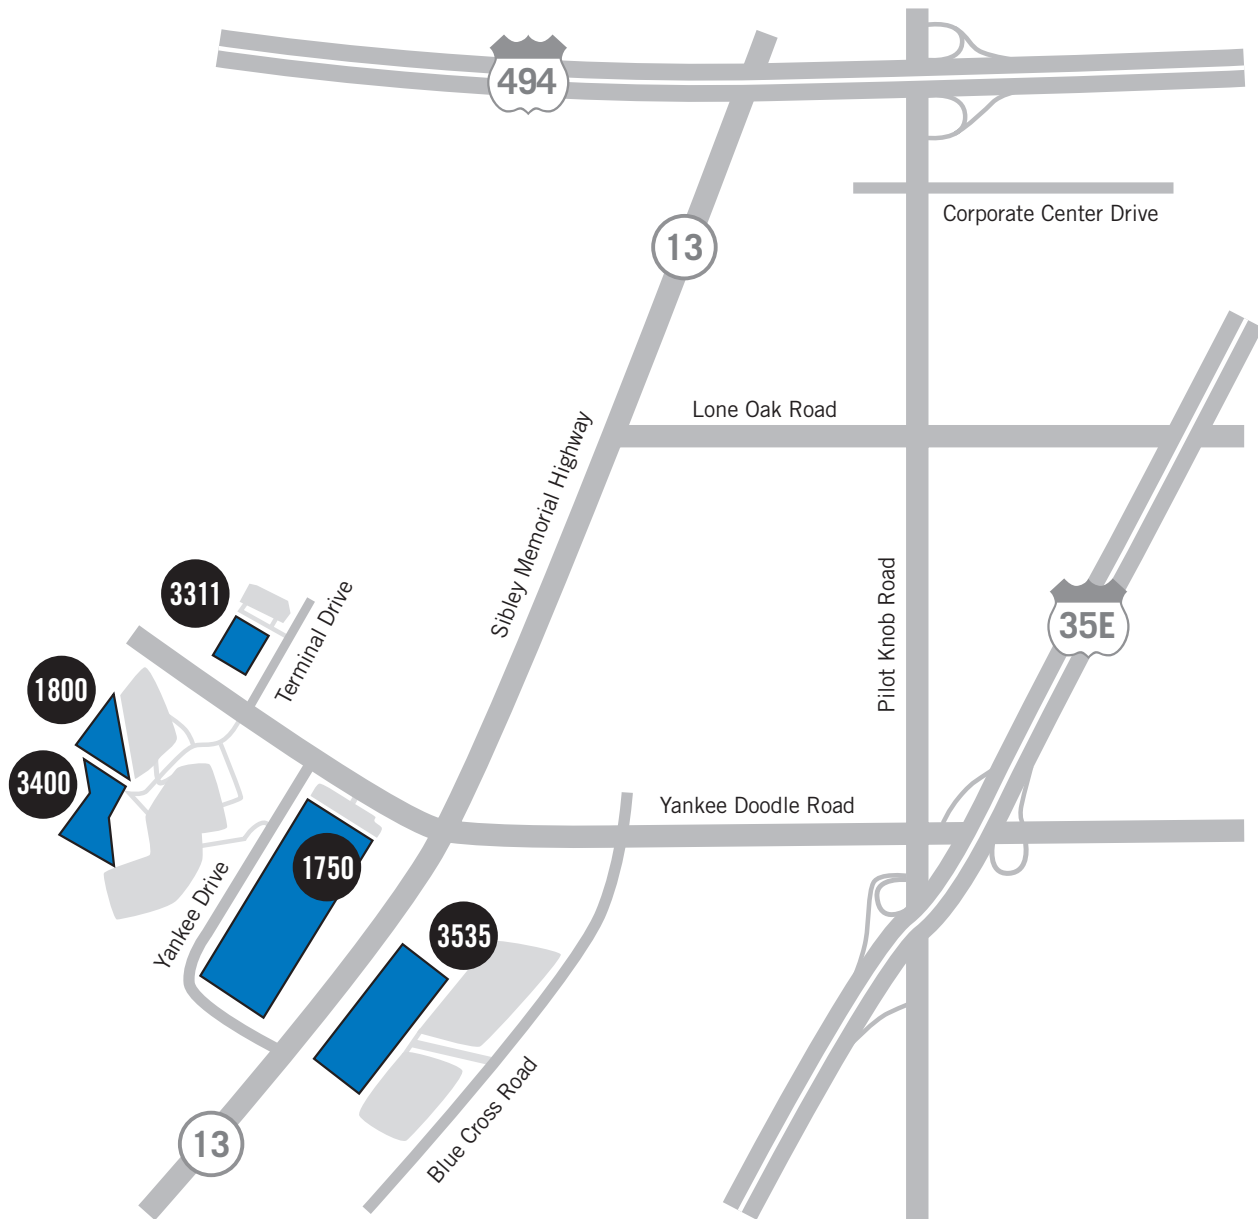 494
Corporate Center Drive
13
Lone Oak Road
Sibley Memorial Highway
Pilot Knob Road
35E
3311
Terminal Drive
1800
3400
Yankee Doodle Road
1750
Yankee Drive
3535
Blue Cross Road
13